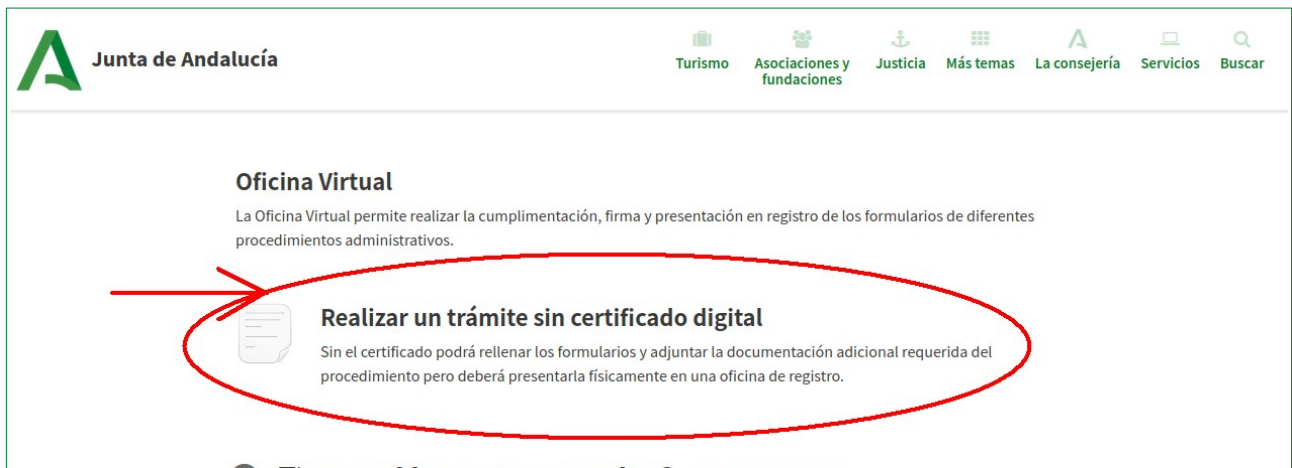 Junta de Andalucía
Turismo
Asociaciones y
fundaciones
Justicia
Más temas
La consejería
Servicios
Buscar
Oficina Virtual
La Oficina Virtual permite realizar la cumplimentación, firma y presentación en registro de los formularios de diferentes
procedimientos administrativos.
Realizar un trámite sin certificado digital
Sin el certificado podrá rellenar los formularios y adjuntar la documentación adicional requerida del
procedimiento pero deberá presentarla físicamente en una oficina de registro.